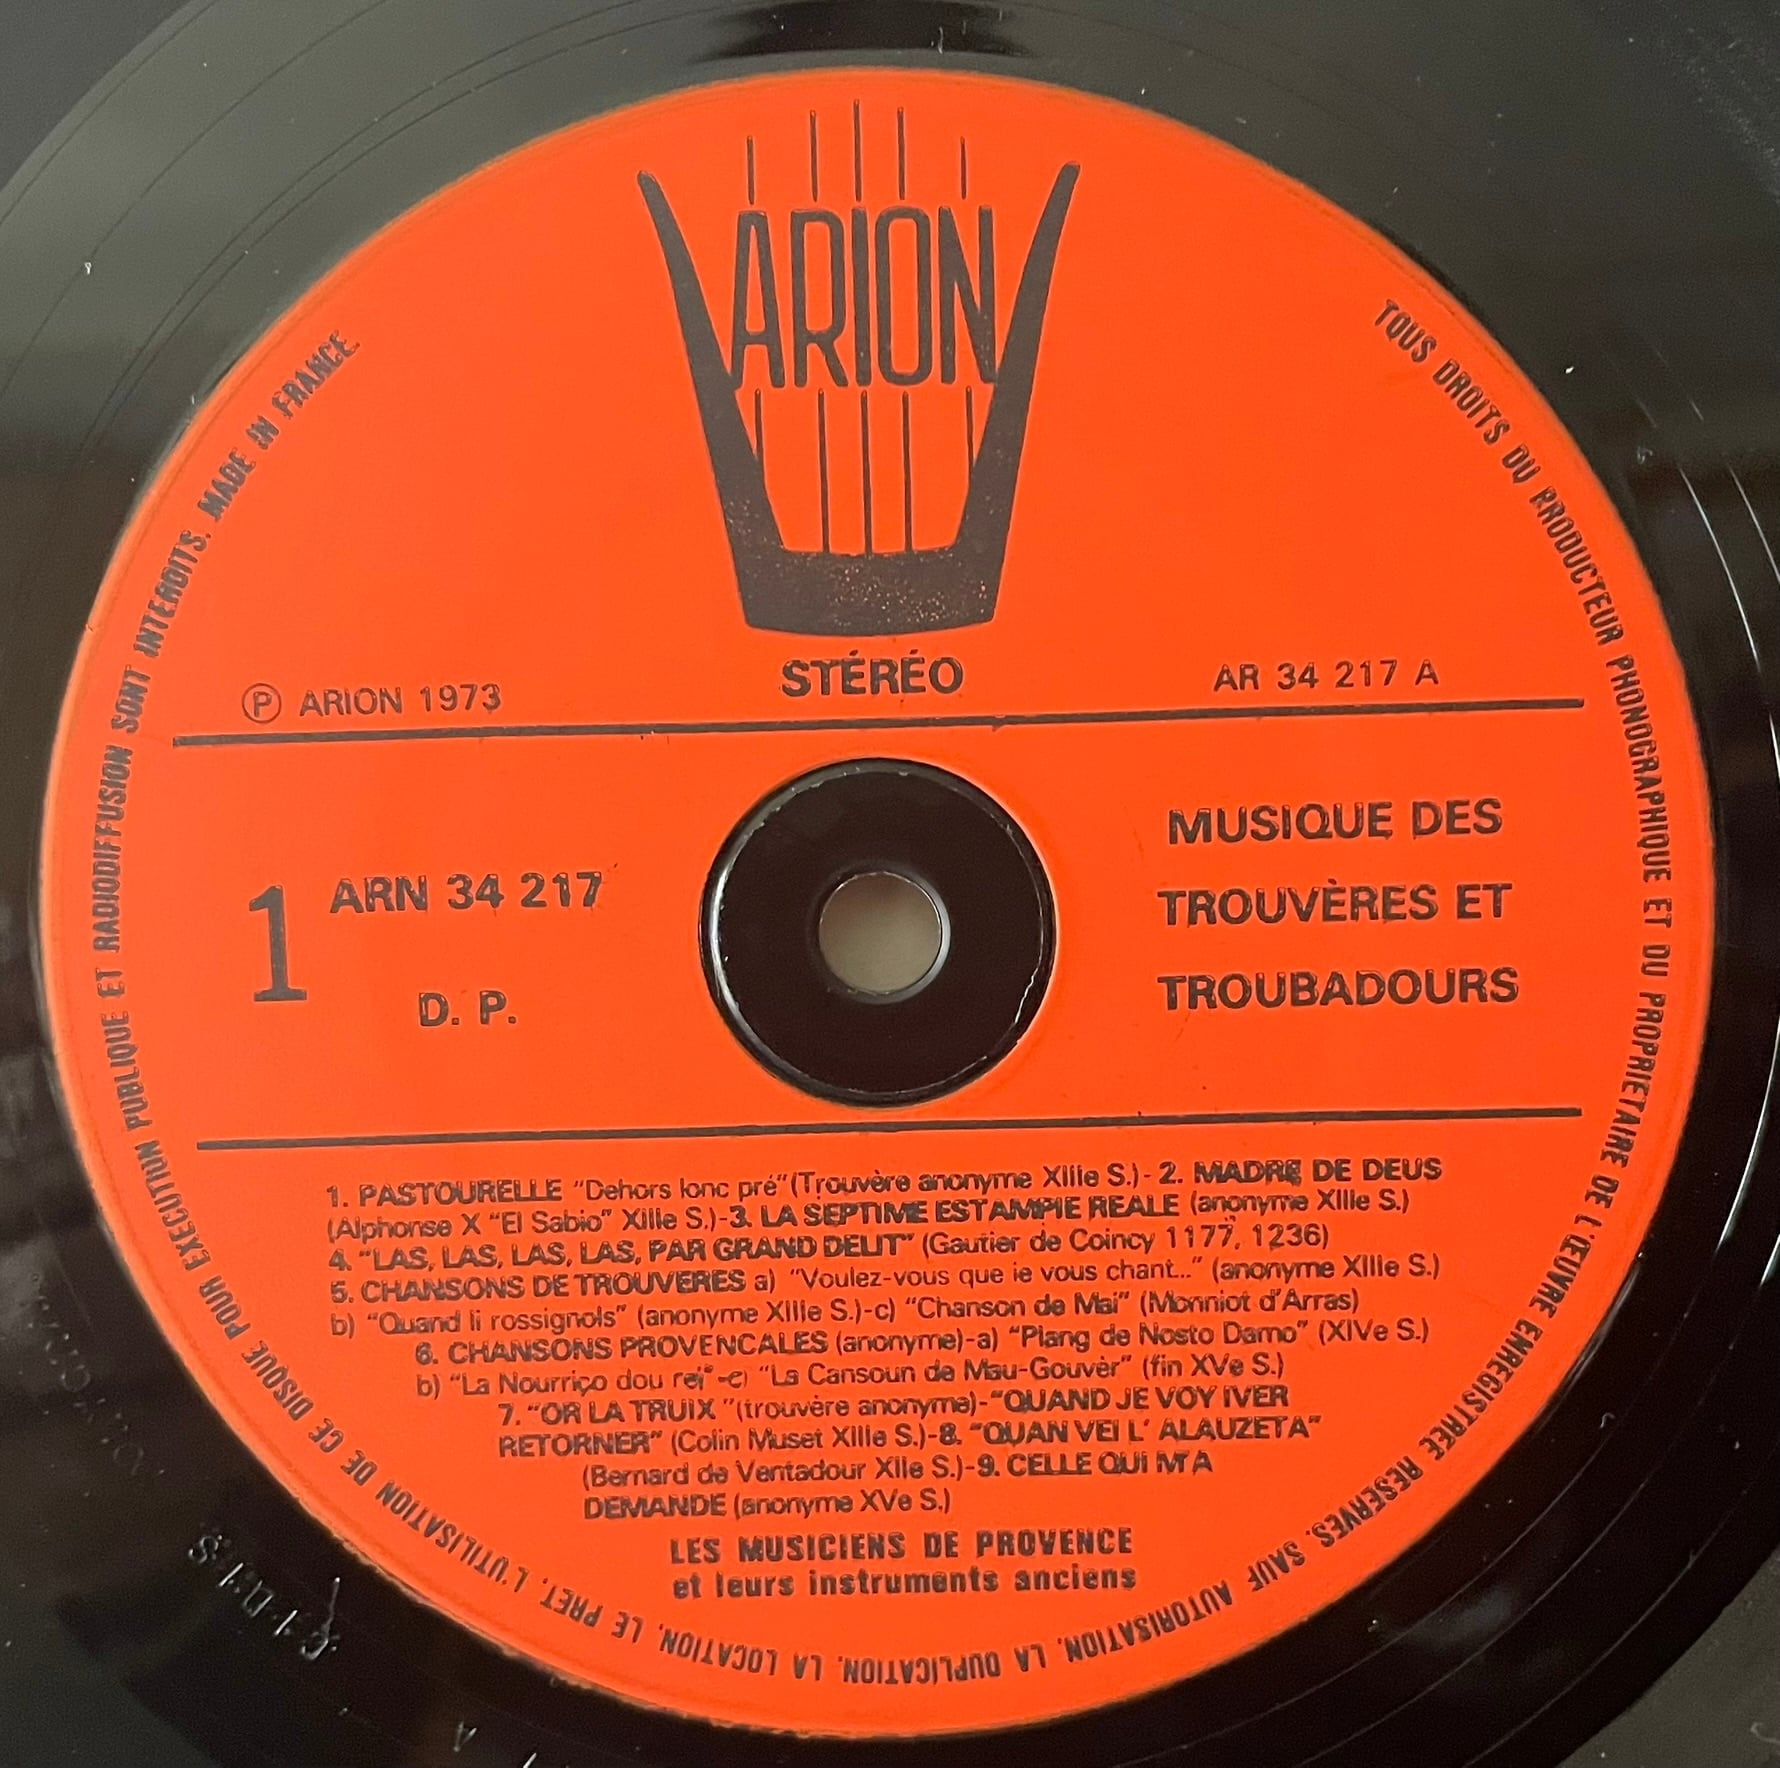 ARION
STÉRÉO
Ⓟ ARION 1973
AR 34 217 A
1
ARN 34 217
D. P.
MUSIQUE DES
TROUVÈRES ET
TROUBADOURS
1. PASTOURELLE "Dehors lonc pré"(Trouvère anonyme XIIIe S.)- 2. MADRE DE DEUS
(Alphonse X "El Sabio" XIIIe S.)-3. LA SEPTIME ESTAMPIE REALE (anonyme XIIIe S.)
4. "LAS, LAS, LAS, LAS, PAR GRAND DELIT" (Gautier de Coincy 1177, 1236)
5. CHANSONS DE TROUVERES a) "Voulez-vous que ie vous chant..." (anonyme XIIIe S.)
b) "Quand li rossignols" (anonyme XIIIe S.)-c) "Chanson de Mai" (Monniot d'Arras)
6. CHANSONS PROVENCALES (anonyme)-a) "Plang de Nosto Damo" (XIVe S.)
b) "La Nourriço dou rei"-c) "La Cansoun de Mau-Gouvèr" (fin XVe S.)
7. "OR LA TRUIX "(trouvère anonyme)-"QUAND JE VOY IVER
RETORNER" (Colin Muset XIIIe S.)-8. "QUAN VEI L' ALAUZETA"
(Bernard de Ventadour XIIe S.)-9. CELLE QUI M'A
DEMANDE (anonyme XVe S.)
LES MUSICIENS DE PROVENCE
et leurs instruments anciens
TOUS DROITS DU PRODUCTEUR PHONOGRAPHIQUE ET DU PROPRIETAIRE DE L'ŒUVRE ENREGISTREE RESERVES. SAUF AUTORISATION, LA DUPLICATION, LA LOCATION, LE PRET, L'UTILISATION DE CE DISQUE POUR EXECUTION PUBLIQUE ET RADIODIFFUSION SONT INTERDITS. MADE IN FRANCE.